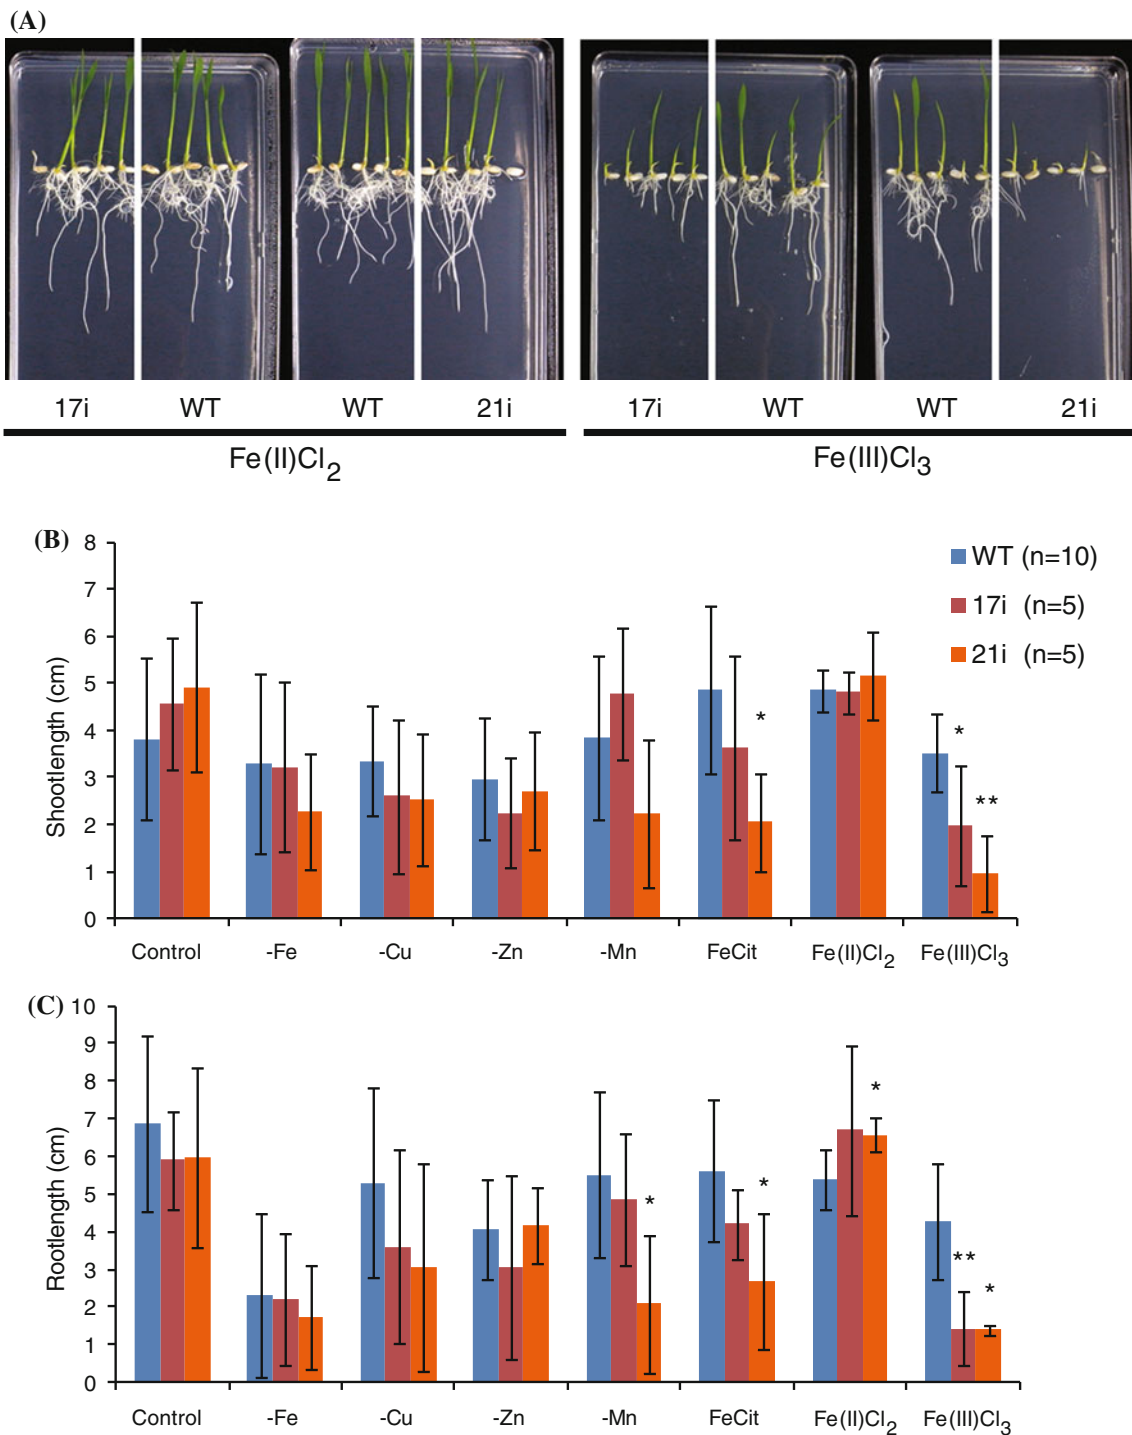 (A)
17i WT WT 21i 17i WT WT 21i
Fe(II)Cl2 Fe(III)Cl3
(B)
8
7
6
5
4
3
2
1
0
Shootlength (cm)
WT (n=10)
17i (n=5)
21i (n=5)
* * **
Control -Fe -Cu -Zn -Mn FeCit Fe(II)Cl2 Fe(III)Cl3
(C)
10
9
8
7
6
5
4
3
2
1
0
Rootlength (cm)
* * * ** *
Control -Fe -Cu -Zn -Mn FeCit Fe(II)Cl2 Fe(III)Cl3